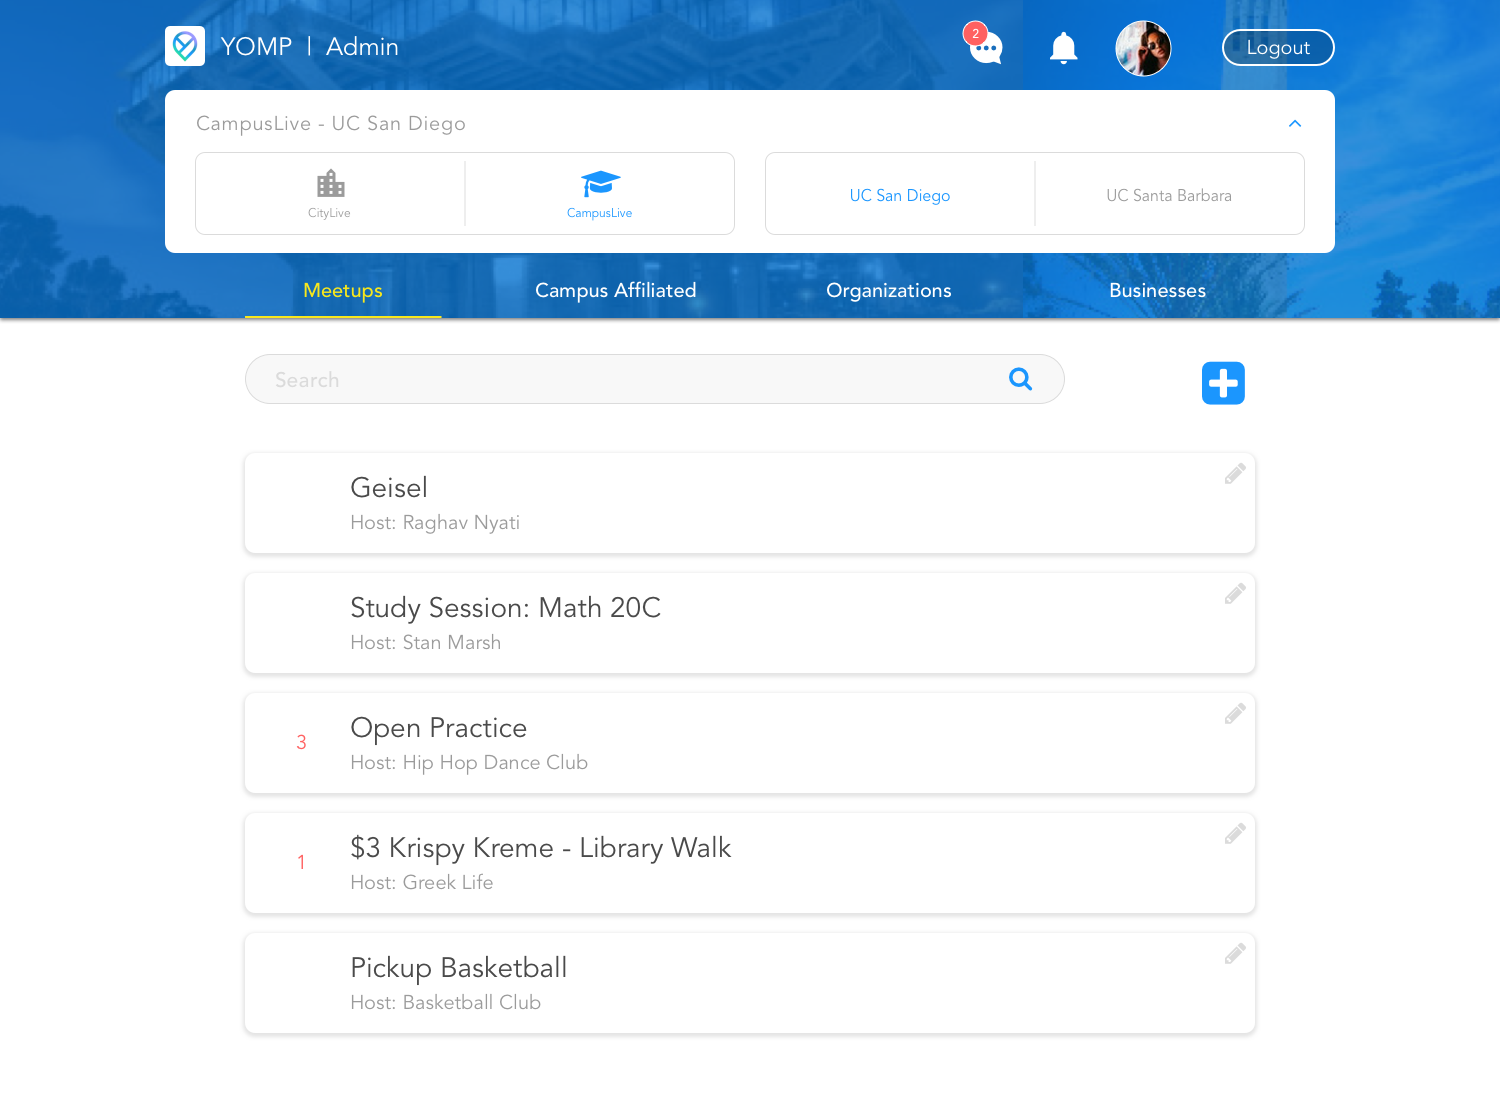 YOMP | Admin
2
Logout
CampusLive - UC San Diego
CityLive
CampusLive
UC San Diego
UC Santa Barbara
Meetups
Campus Affiliated
Organizations
Businesses
Search
Geisel
Host: Raghav Nyati
Study Session: Math 20C
Host: Stan Marsh
3
Open Practice
Host: Hip Hop Dance Club
1
$3 Krispy Kreme - Library Walk
Host: Greek Life
Pickup Basketball
Host: Basketball Club